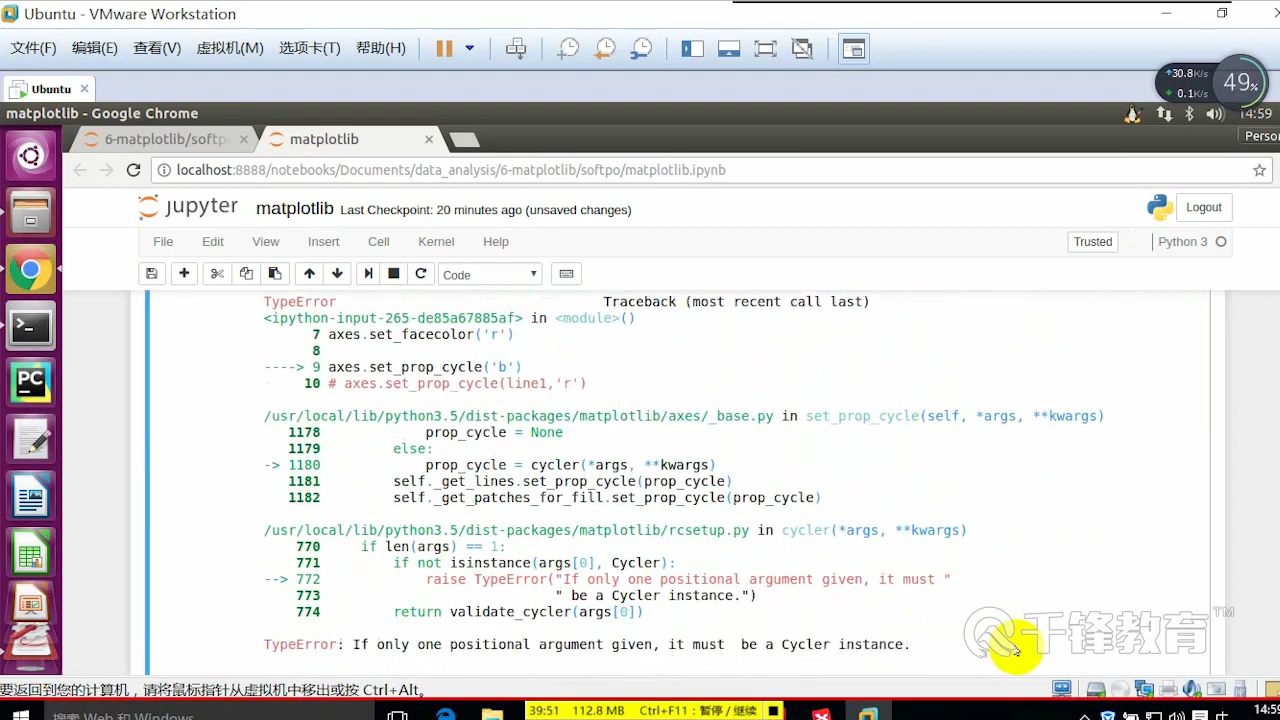 Ubuntu - VMware Workstation
文件(F) 编辑(E) 查看(V) 虚拟机(M) 选项卡(T) 帮助(H)
Ubuntu
30.8K/s
0.1K/s
49%
matplotlib - Google Chrome
14:59
6-matplotlib/softp
matplotlib
Perso
localhost:8888/notebooks/Documents/data_analysis/6-matplotlib/softpo/matplotlib.ipynb
jupyter matplotlib Last Checkpoint: 20 minutes ago (unsaved changes)
Logout
File Edit View Insert Cell Kernel Help
Trusted
Python 3
Code
TypeError Traceback (most recent call last)
<ipython-input-265-de85a67885af> in <module>()
7 axes.set_facecolor('r')
8
----> 9 axes.set_prop_cycle('b')
10 # axes.set_prop_cycle(line1,'r')
/usr/local/lib/python3.5/dist-packages/matplotlib/axes/_base.py in set_prop_cycle(self, *args, **kwargs)
1178 prop_cycle = None
1179 else:
-> 1180 prop_cycle = cycler(*args, **kwargs)
1181 self._get_lines.set_prop_cycle(prop_cycle)
1182 self._get_patches_for_fill.set_prop_cycle(prop_cycle)
/usr/local/lib/python3.5/dist-packages/matplotlib/rcsetup.py in cycler(*args, **kwargs)
770 if len(args) == 1:
771 if not isinstance(args[0], Cycler):
--> 772 raise TypeError("If only one positional argument given, it must "
773 " be a Cycler instance.")
774 return validate_cycler(args[0])
TypeError: If only one positional argument given, it must  be a Cycler instance.
千锋教育™
PC
要返回到您的计算机，请将鼠标指针从虚拟机中移出或按 Ctrl+Alt。
搜索 Web 和 Windows
39:51 112.8 MB Ctrl+F11：暂停/继续
14:59